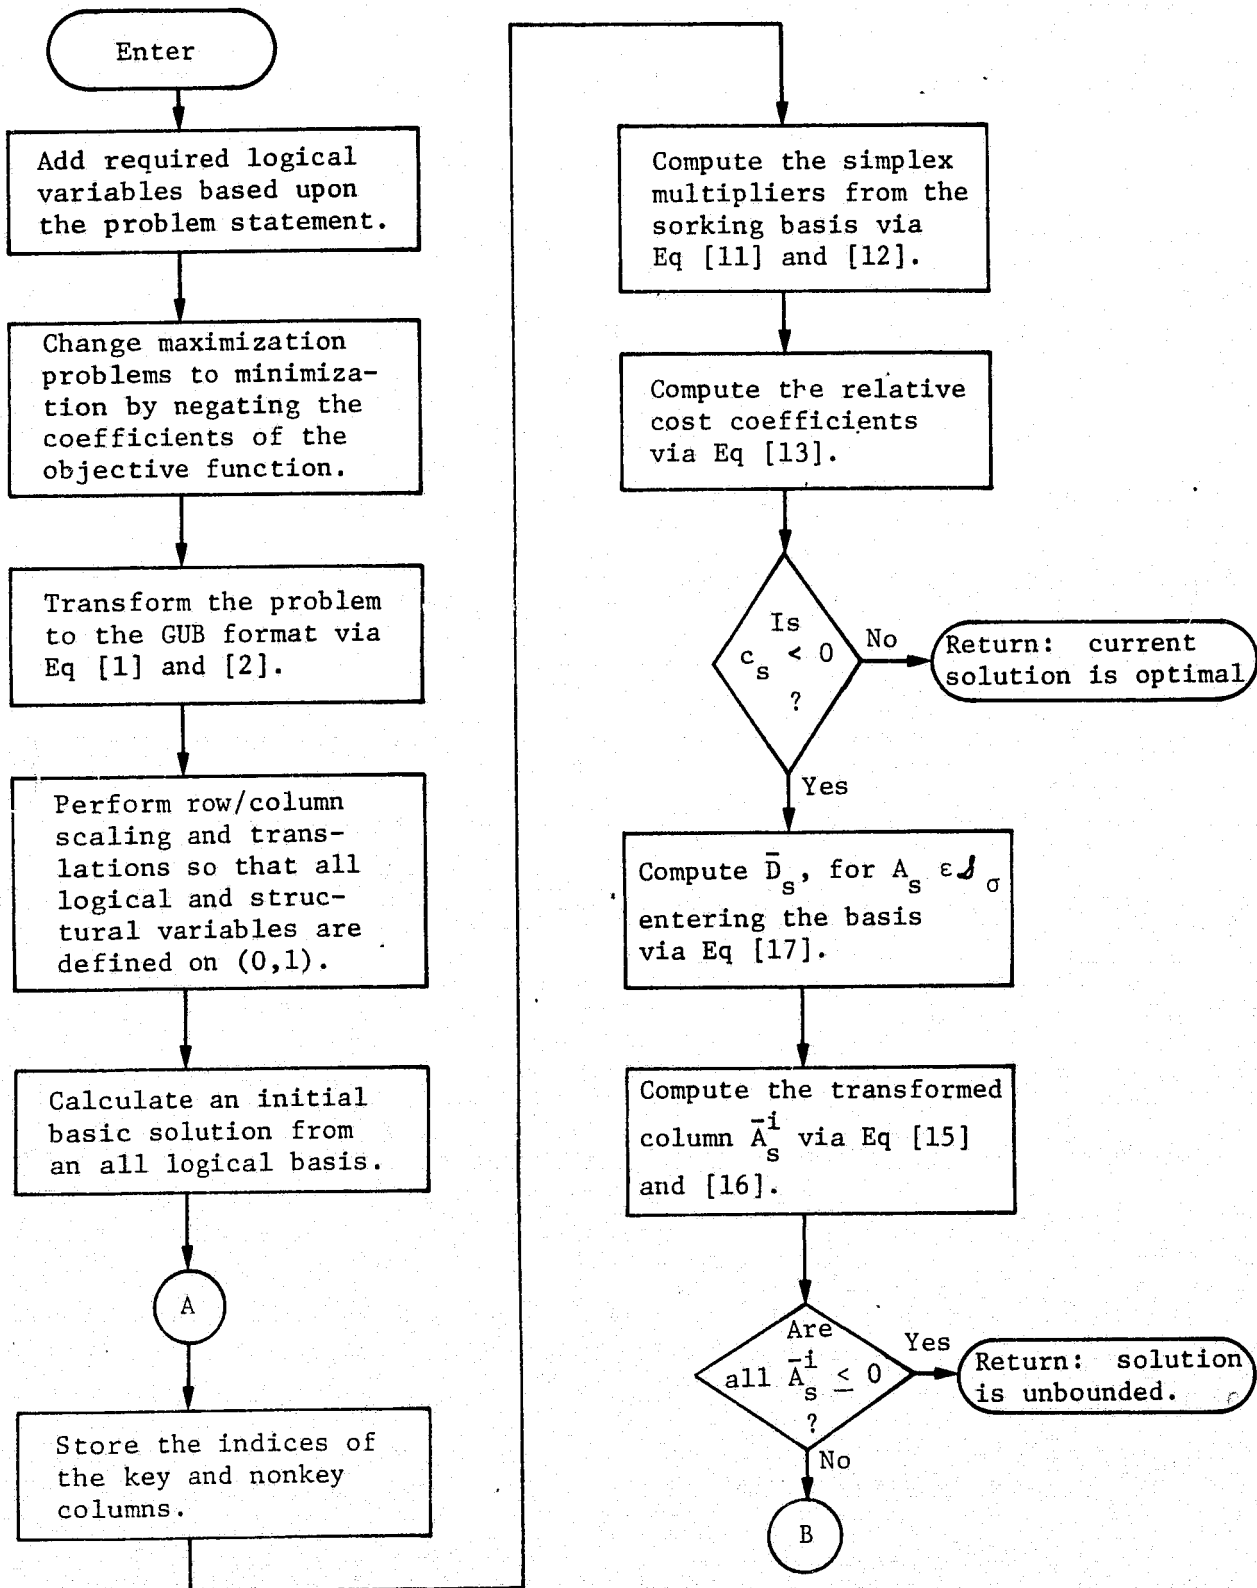 Enter
Add required logical
variables based upon
the problem statement.
Change maximization
problems to minimiza-
tion by negating the
coefficients of the
objective function.
Transform the problem
to the GUB format via
Eq [1] and [2].
Perform row/column
scaling and trans-
lations so that all
logical and struc-
tural variables are
defined on (0,1).
Calculate an initial
basic solution from
an all logical basis.
A
Store the indices of
the key and nonkey
columns.
Compute the simplex
multipliers from the
sorking basis via
Eq [11] and [12].
Compute the relative
cost coefficients
via Eq [13].
Is
c_s < 0
?
No
Return: current
solution is optimal
Yes
Compute D̄_s, for A_s ε 𝒮_σ
entering the basis
via Eq [17].
Compute the transformed
column Ā_s^i via Eq [15]
and [16].
Are
all Ā_s^i ≤ 0
?
Yes
Return: solution
is unbounded.
No
B